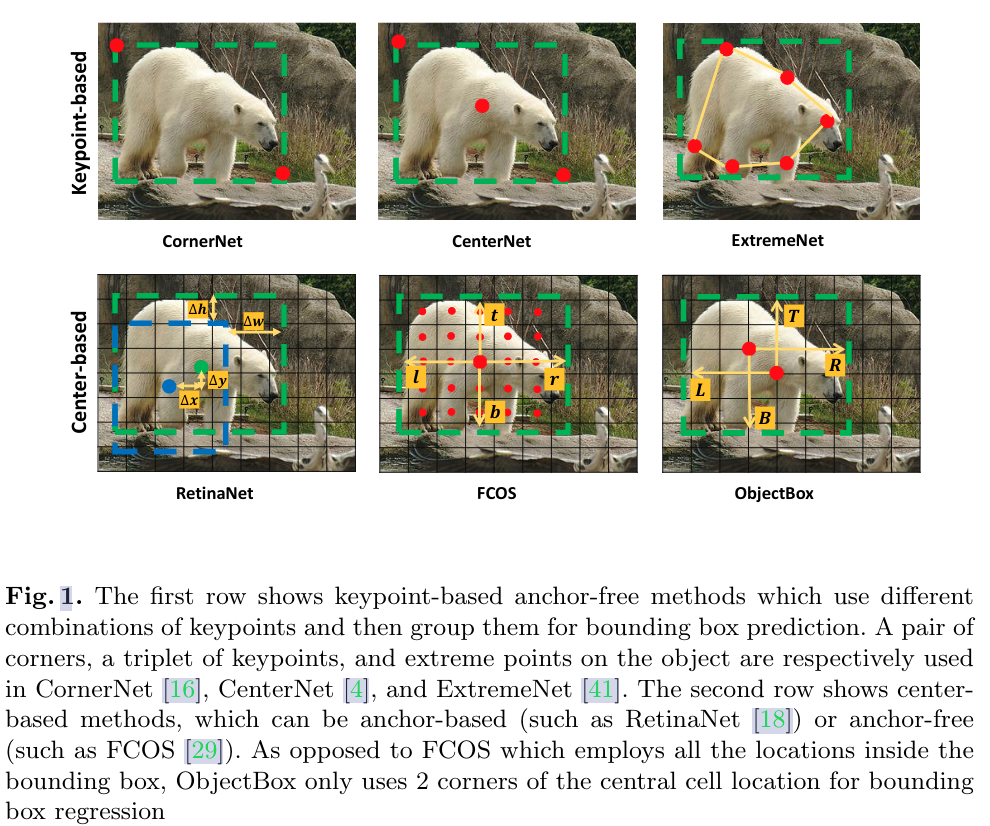 Keypoint-based
CornerNet
CenterNet
ExtremeNet
Center-based
Δh
Δw
Δy
Δx
t
l
r
b
T
R
L
B
RetinaNet
FCOS
ObjectBox
Fig. 1. The first row shows keypoint-based anchor-free methods which use different
combinations of keypoints and then group them for bounding box prediction. A pair of
corners, a triplet of keypoints, and extreme points on the object are respectively used
in CornerNet [16], CenterNet [4], and ExtremeNet [41]. The second row shows center-
based methods, which can be anchor-based (such as RetinaNet [18]) or anchor-free
(such as FCOS [29]). As opposed to FCOS which employs all the locations inside the
bounding box, ObjectBox only uses 2 corners of the central cell location for bounding
box regression